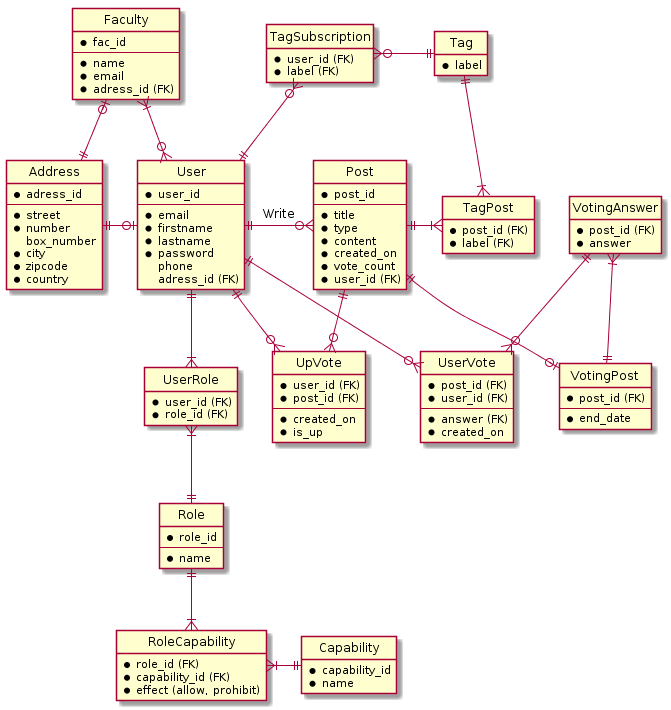 Faculty
fac_id
name
email
adress_id (FK)
TagSubscription
user_id (FK)
label (FK)
Tag
label
Address
adress_id
street
number
box_number
city
zipcode
country
User
user_id
email
firstname
lastname
password
phone
adress_id (FK)
Write
Post
post_id
title
type
content
created_on
vote_count
user_id (FK)
TagPost
post_id (FK)
label (FK)
VotingAnswer
post_id (FK)
answer
UserRole
user_id (FK)
role_id (FK)
UpVote
user_id (FK)
post_id (FK)
created_on
is_up
UserVote
post_id (FK)
user_id (FK)
answer (FK)
created_on
VotingPost
post_id (FK)
end_date
Role
role_id
name
RoleCapability
role_id (FK)
capability_id (FK)
effect (allow, prohibit)
Capability
capability_id
name